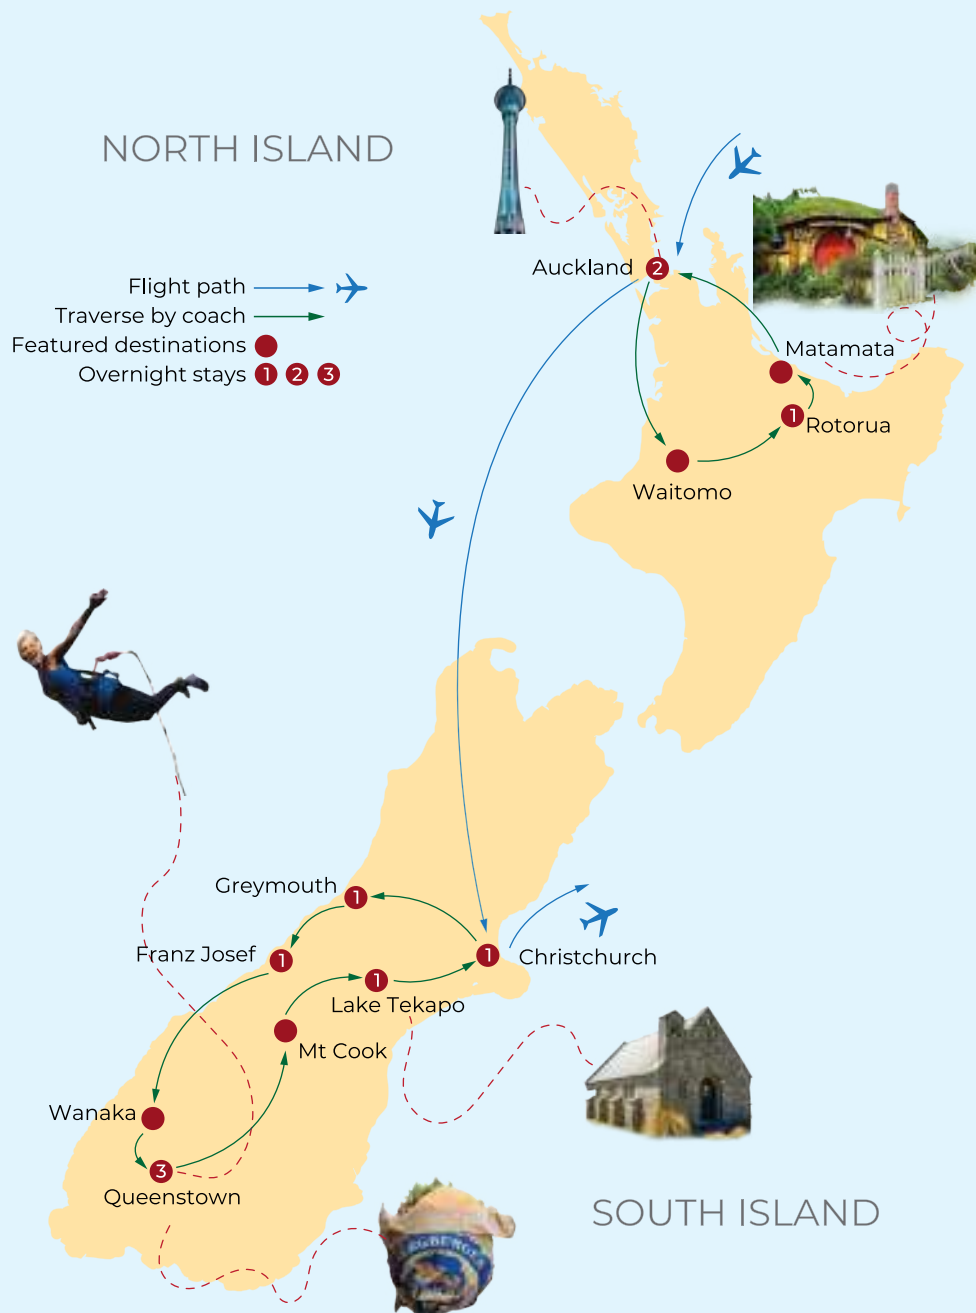 NORTH ISLAND
Flight path
Traverse by coach
Featured destinations
Overnight stays 1 2 3
Auckland 2
Matamata
1 Rotorua
Waitomo
Greymouth 1
Franz Josef 1
1 Christchurch
1
Lake Tekapo
Mt Cook
Wanaka
3
Queenstown
SOUTH ISLAND